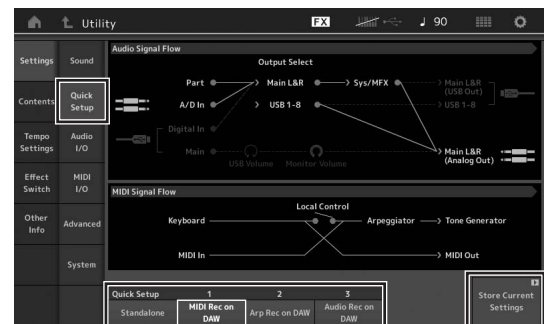 Utility
FX
90
Settings
Sound
Contents
Quick
Setup
Tempo
Settings
Audio
I/O
Effect
Switch
MIDI
I/O
Other
Info
Advanced
System
Audio Signal Flow
Output Select
Part
Main L&R
Sys/MFX
Main L&R
(USB Out)
A/D In
USB 1-8
USB 1-8
Digital In
Main
USB Volume
Monitor Volume
Main L&R
(Analog Out)
MIDI Signal Flow
Local Control
Keyboard
Arpeggiator
Tone Generator
MIDI In
MIDI Out
Quick Setup
1
2
3
Standalone
MIDI Rec on
DAW
Arp Rec on DAW
Audio Rec on
DAW
Store Current
Settings